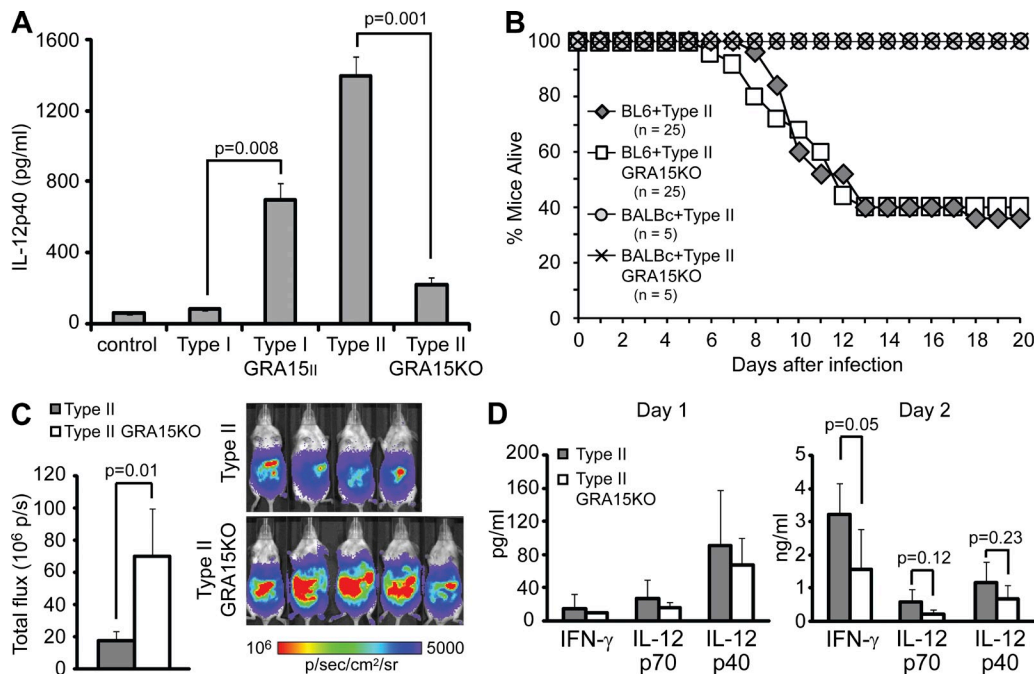 A
IL-12p40 (pg/ml)
1600
1200
800
400
0
p=0.008
p=0.001
control
Type I
Type I
GRA15II
Type II
Type II
GRA15KO
B
% Mice Alive
100
80
60
40
20
0
BL6+Type II
(n = 25)
BL6+Type II
GRA15KO
(n = 25)
BALBc+Type II
(n = 5)
BALBc+Type II
GRA15KO
(n = 5)
0 2 4 6 8 10 12 14 16 18 20
Days after infection
C
Type II
Type II GRA15KO
Total flux (10⁶ p/s)
120
100
80
60
40
20
0
p=0.01
Type II
Type II
GRA15KO
10⁶ 5000
p/sec/cm²/sr
D
Day 1
pg/ml
200
160
120
80
40
0
Type II
Type II
GRA15KO
IFN-γ
IL-12
p70
IL-12
p40
Day 2
ng/ml
5
4
3
2
1
0
p=0.05
p=0.12
p=0.23
IFN-γ
IL-12
p70
IL-12
p40